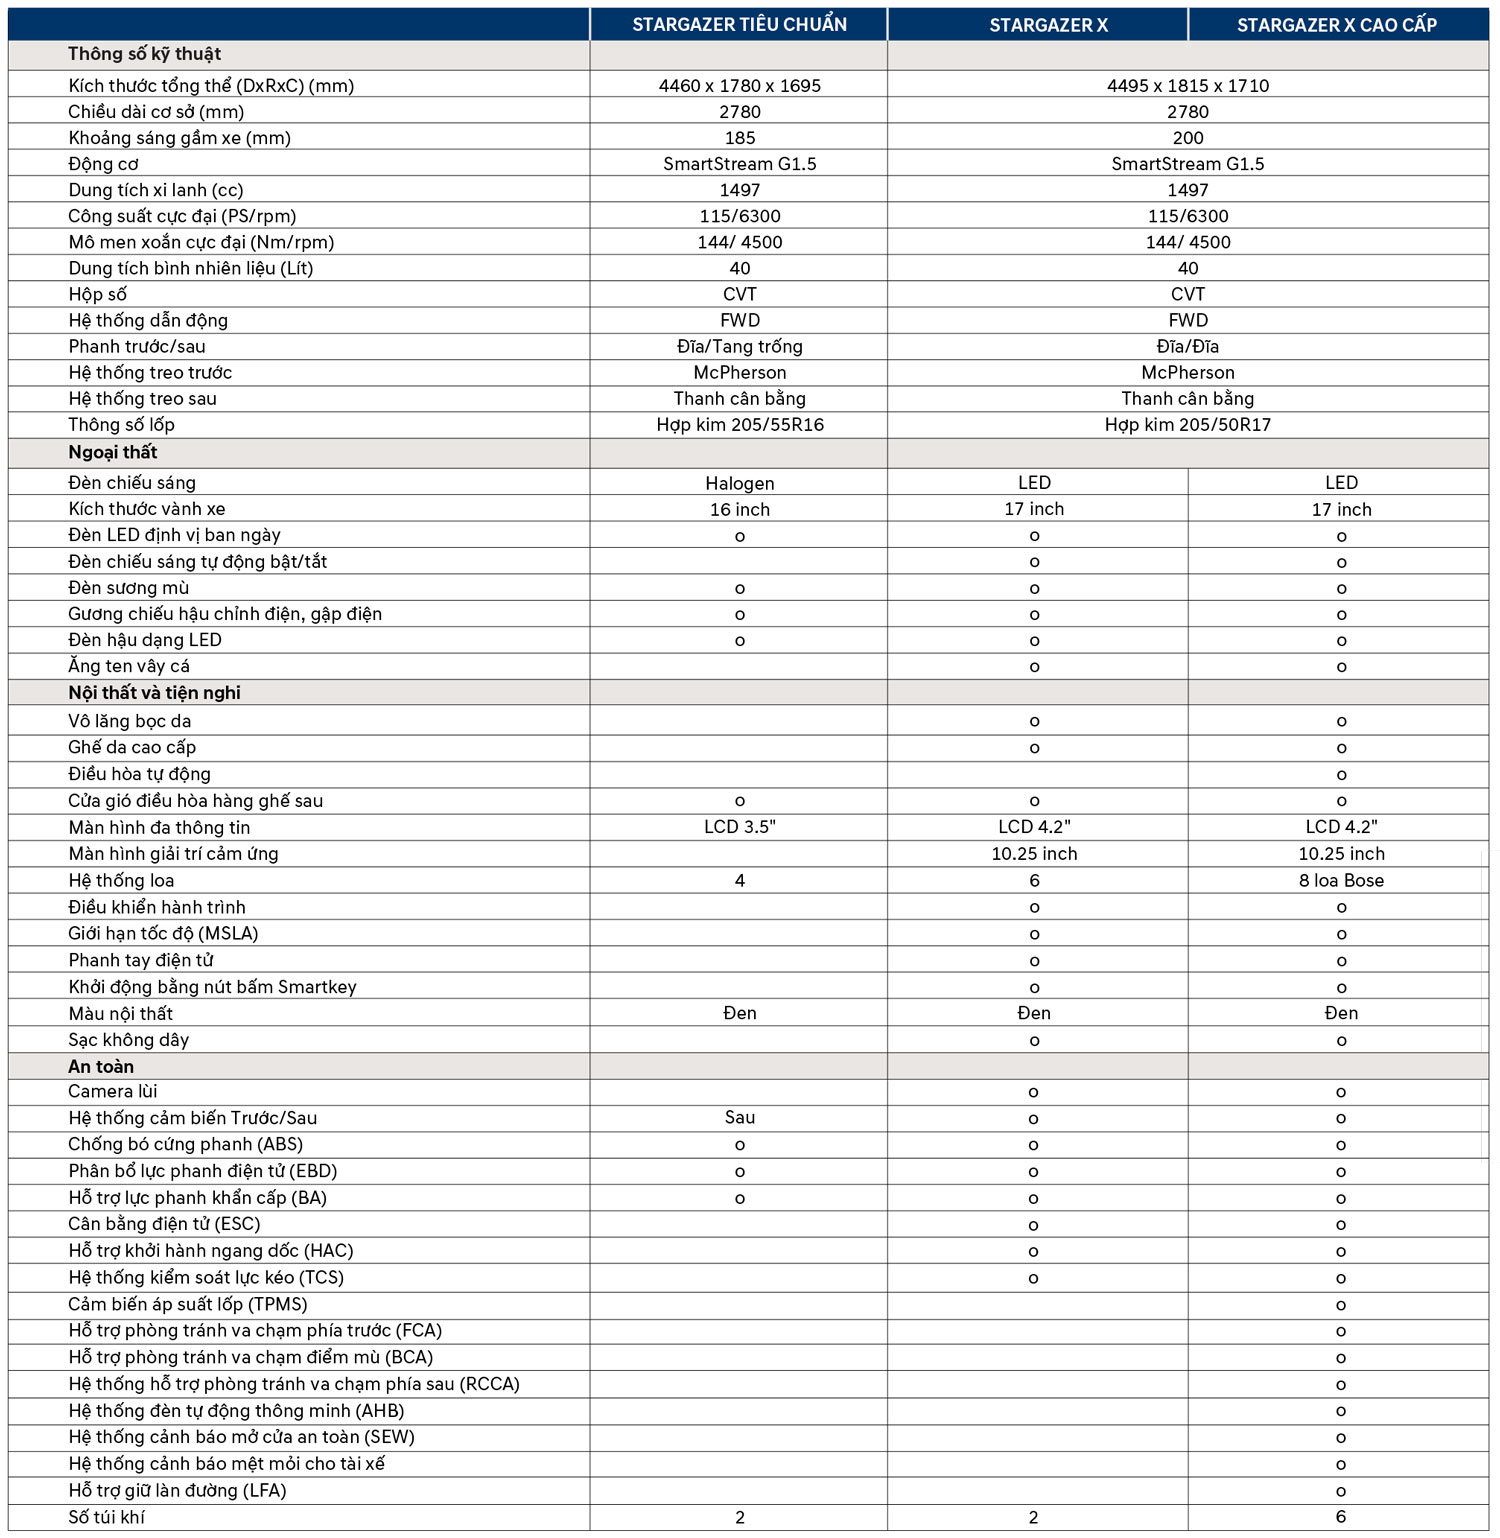 STARGAZER TIÊU CHUẨN STARGAZER X STARGAZER X CAO CẤP
Thông số kỹ thuật
Kích thước tổng thể (DxRxC) (mm) 4460 x 1780 x 1695 4495 x 1815 x 1710
Chiều dài cơ sở (mm) 2780 2780
Khoảng sáng gầm xe (mm) 185 200
Động cơ SmartStream G1.5 SmartStream G1.5
Dung tích xi lanh (cc) 1497 1497
Công suất cực đại (PS/rpm) 115/6300 115/6300
Mô men xoắn cực đại (Nm/rpm) 144/ 4500 144/ 4500
Dung tích bình nhiên liệu (Lít) 40 40
Hộp số CVT CVT
Hệ thống dẫn động FWD FWD
Phanh trước/sau Đĩa/Tang trống Đĩa/Đĩa
Hệ thống treo trước McPherson McPherson
Hệ thống treo sau Thanh cân bằng Thanh cân bằng
Thông số lốp Hợp kim 205/55R16 Hợp kim 205/50R17
Ngoại thất
Đèn chiếu sáng Halogen LED LED
Kích thước vành xe 16 inch 17 inch 17 inch
Đèn LED định vị ban ngày o o o
Đèn chiếu sáng tự động bật/tắt o o
Đèn sương mù o o o
Gương chiếu hậu chỉnh điện, gập điện o o o
Đèn hậu dạng LED o o o
Ăng ten vây cá o o
Nội thất và tiện nghi
Vô lăng bọc da o o
Ghế da cao cấp o o
Điều hòa tự động o
Cửa gió điều hòa hàng ghế sau o o o
Màn hình đa thông tin LCD 3.5" LCD 4.2" LCD 4.2"
Màn hình giải trí cảm ứng 10.25 inch 10.25 inch
Hệ thống loa 4 6 8 loa Bose
Điều khiển hành trình o o
Giới hạn tốc độ (MSLA) o o
Phanh tay điện tử o o
Khởi động bằng nút bấm Smartkey o o
Màu nội thất Đen Đen Đen
Sạc không dây o o
An toàn
Camera lùi o o
Hệ thống cảm biến Trước/Sau Sau o o
Chống bó cứng phanh (ABS) o o o
Phân bổ lực phanh điện tử (EBD) o o o
Hỗ trợ lực phanh khẩn cấp (BA) o o o
Cân bằng điện tử (ESC) o o
Hỗ trợ khởi hành ngang dốc (HAC) o o
Hệ thống kiểm soát lực kéo (TCS) o o
Cảm biến áp suất lốp (TPMS) o
Hỗ trợ phòng tránh va chạm phía trước (FCA) o
Hỗ trợ phòng tránh va chạm điểm mù (BCA) o
Hệ thống hỗ trợ phòng tránh va chạm phía sau (RCCA) o
Hệ thống đèn tự động thông minh (AHB) o
Hệ thống cảnh báo mở cửa an toàn (SEW) o
Hệ thống cảnh báo mệt mỏi cho tài xế o
Hỗ trợ giữ làn đường (LFA) o
Số túi khí 2 2 6